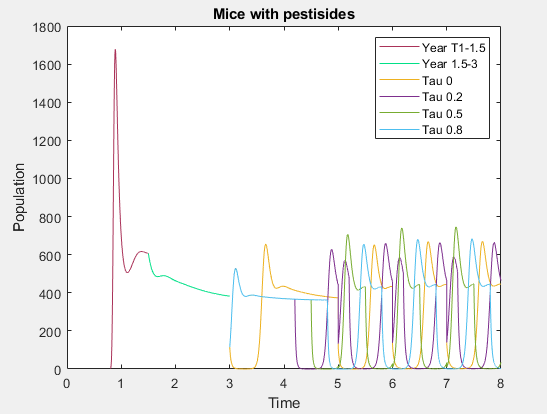 Mice with pestisides
1800
1600
1400
1200
1000
800
600
400
200
0
Population
0 1 2 3 4 5 6 7 8
Time
Year T1-1.5
Year 1.5-3
Tau 0
Tau 0.2
Tau 0.5
Tau 0.8